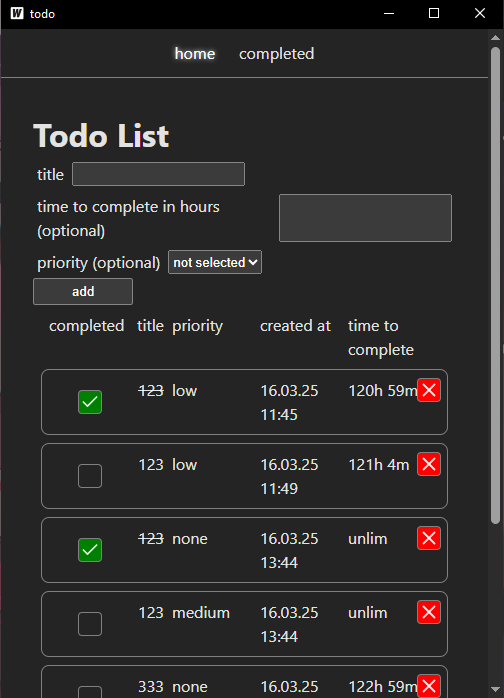 W todo
home completed
Todo List
title
time to complete in hours
(optional)
priority (optional) not selected
add
completed title priority created at time to
complete
123 low 16.03.25 120h 59m
11:45
123 low 16.03.25 121h 4m
11:49
123 none 16.03.25 unlim
13:44
123 medium 16.03.25 unlim
13:44
333 none 16.03.25 122h 59m